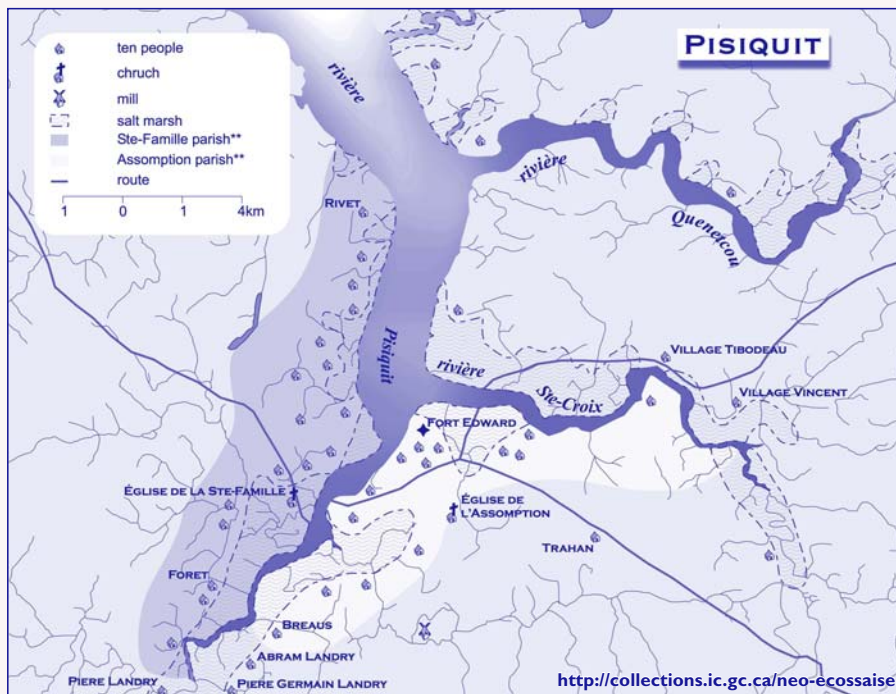 PISIQUIT
ten people
chruch
mill
salt marsh
Ste-Famille parish**
Assomption parish**
route
1 0 1 4km
rivière
rivière
Quenetcou
RIVET
Pisiquit
rivière
Ste-Croix
VILLAGE TIBODEAU
VILLAGE VINCENT
FORT EDWARD
ÉGLISE DE LA STE-FAMILLE
ÉGLISE DE
L'ASSOMPTION
TRAHAN
FORET
BREAUS
ABRAM LANDRY
PIERE LANDRY
PIERE GERMAIN LANDRY
http://collections.ic.gc.ca/neo-ecossaise